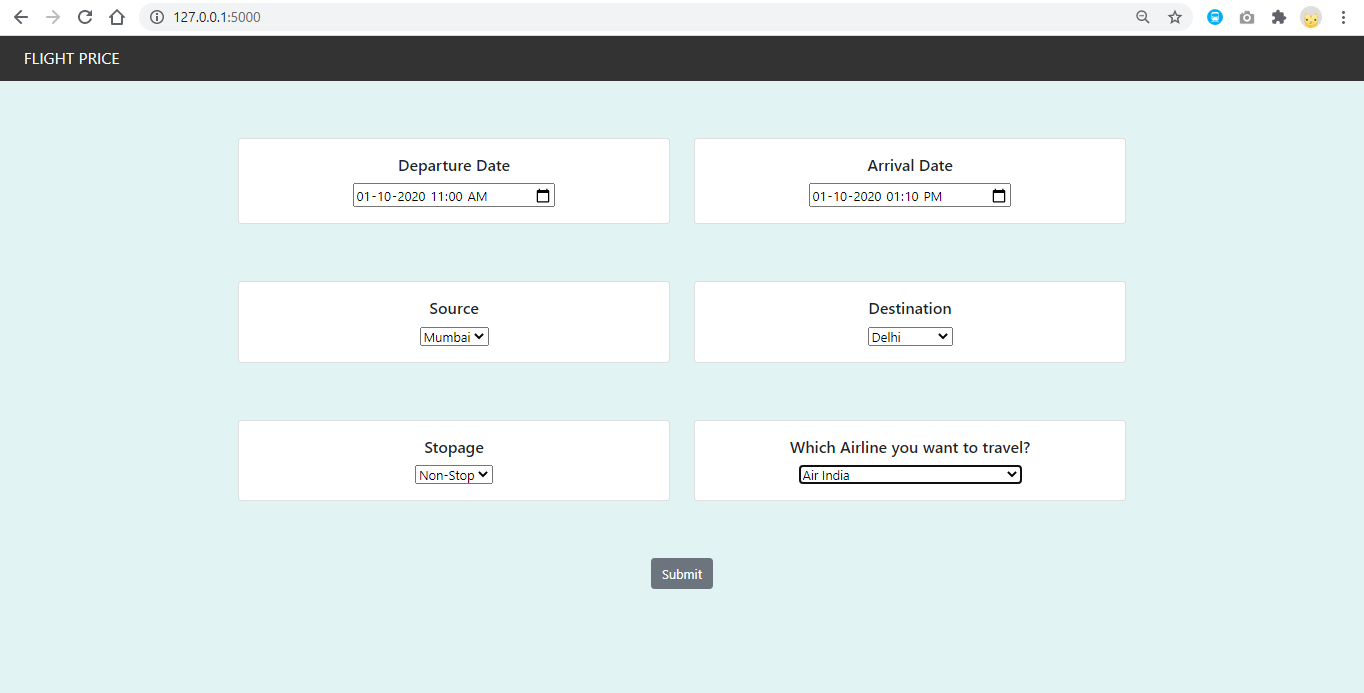 127.0.0.1:5000
FLIGHT PRICE
Departure Date
01-10-2020 11:00 AM
Arrival Date
01-10-2020 01:10 PM
Source
Mumbai
Destination
Delhi
Stopage
Non-Stop
Which Airline you want to travel?
Air India
Submit